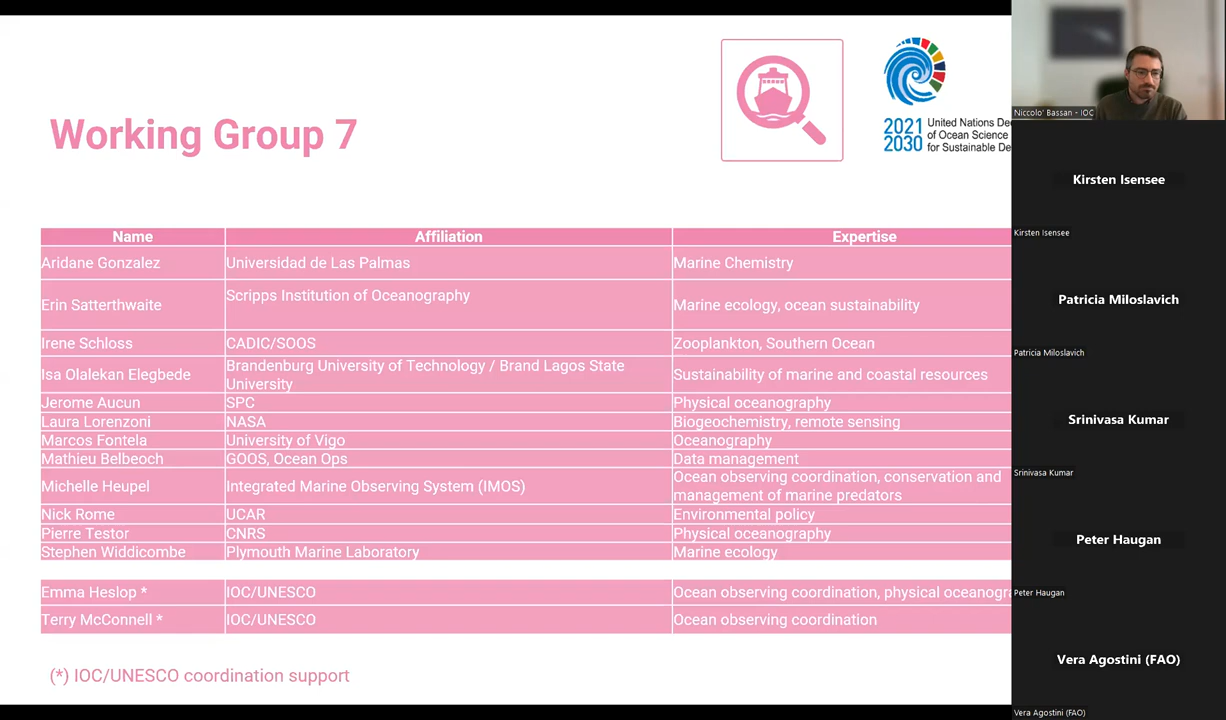 Working Group 7
2021
2030
United Nations De
of Ocean Science
for Sustainable De
Name Affiliation Expertise
Aridane Gonzalez Universidad de Las Palmas Marine Chemistry
Erin Satterthwaite Scripps Institution of Oceanography Marine ecology, ocean sustainability
Irene Schloss CADIC/SOOS Zooplankton, Southern Ocean
Isa Olalekan Elegbede Brandenburg University of Technology / Brand Lagos State
University Sustainability of marine and coastal resources
Jerome Aucun SPC Physical oceanography
Laura Lorenzoni NASA Biogeochemistry, remote sensing
Marcos Fontela University of Vigo Oceanography
Mathieu Belbeoch GOOS, Ocean Ops Data management
Michelle Heupel Integrated Marine Observing System (IMOS) Ocean observing coordination, conservation and
management of marine predators
Nick Rome UCAR Environmental policy
Pierre Testor CNRS Physical oceanography
Stephen Widdicombe Plymouth Marine Laboratory Marine ecology
Emma Heslop * IOC/UNESCO Ocean observing coordination, physical oceanogra
Terry McConnell * IOC/UNESCO Ocean observing coordination
(*) IOC/UNESCO coordination support
Niccolo' Bassan - IOC
Kirsten Isensee
Kirsten Isensee
Patricia Miloslavich
Patricia Miloslavich
Srinivasa Kumar
Srinivasa Kumar
Peter Haugan
Peter Haugan
Vera Agostini (FAO)
Vera Agostini (FAO)